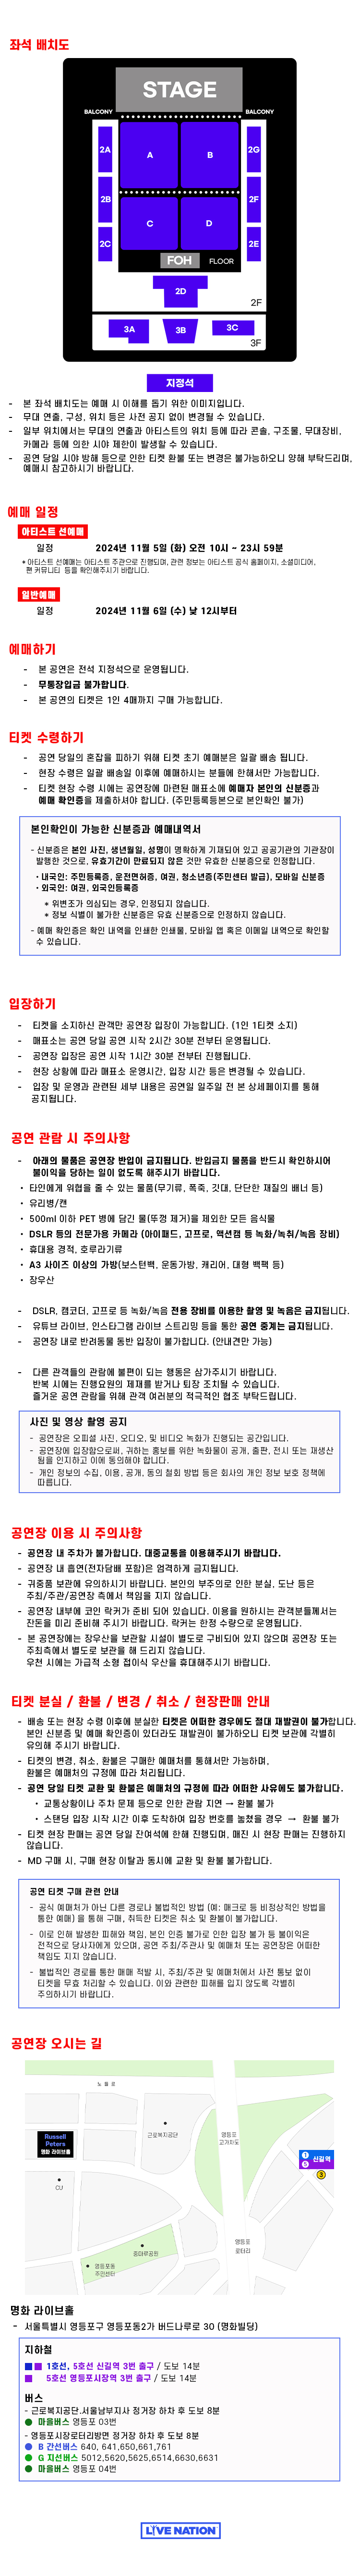 좌석 배치도
STAGE
BALCONY
BALCONY
2A
A
B
2G
2B
2F
C
D
2C
2E
FOH
FLOOR
2D
2F
3A
3B
3C
3F
지정석
- 본 좌석 배치도는 예매 시 이해를 돕기 위한 이미지입니다.
- 무대 연출, 구성, 위치 등은 사전 공지 없이 변경될 수 있습니다.
- 일부 위치에서는 무대의 연출과 아티스트의 위치 등에 따라 콘솔, 구조물, 무대장비,
카메라 등에 의한 시야 제한이 발생할 수 있습니다.
- 공연 당일 시야 방해 등으로 인한 티켓 환불 또는 변경은 불가능하오니 양해 부탁드리며,
예매시 참고하시기 바랍니다.
예매 일정
아티스트 선예매
일정 2024년 11월 5일 (화) 오전 10시 ~ 23시 59분
* 아티스트 선예매는 아티스트 주관으로 진행되며, 관련 정보는 아티스트 공식 홈페이지, 소셜미디어,
팬 커뮤니티 등을 확인해주시기 바랍니다.
일반예매
일정 2024년 11월 6일 (수) 낮 12시부터
예매하기
- 본 공연은 전석 지정석으로 운영됩니다.
- 무통장입금 불가합니다.
- 본 공연의 티켓은 1인 4매까지 구매 가능합니다.
티켓 수령하기
- 공연 당일의 혼잡을 피하기 위해 티켓 초기 예매분은 일괄 배송 됩니다.
- 현장 수령은 일괄 배송일 이후에 예매하시는 분들에 한해서만 가능합니다.
- 티켓 현장 수령 시에는 공연장에 마련된 매표소에 예매자 본인의 신분증과
예매 확인증을 제출하셔야 합니다. (주민등록등본으로 본인확인 불가)
본인확인이 가능한 신분증과 예매내역서
- 신분증은 본인 사진, 생년월일, 성명이 명확하게 기재되어 있고 공공기관의 기관장이
발행한 것으로, 유효기간이 만료되지 않은 것만 유효한 신분증으로 인정합니다.
• 내국인: 주민등록증, 운전면허증, 여권, 청소년증(주민센터 발급), 모바일 신분증
• 외국인: 여권, 외국인등록증
* 위변조가 의심되는 경우, 인정되지 않습니다.
* 정보 식별이 불가한 신분증은 유효 신분증으로 인정하지 않습니다.
- 예매 확인증은 확인 내역을 인쇄한 인쇄물, 모바일 앱 혹은 이메일 내역으로 확인할
수 있습니다.
입장하기
- 티켓을 소지하신 관객만 공연장 입장이 가능합니다. (1인 1티켓 소지)
- 매표소는 공연 당일 공연 시작 2시간 30분 전부터 운영됩니다.
- 공연장 입장은 공연 시작 1시간 30분 전부터 진행됩니다.
- 현장 상황에 따라 매표소 운영시간, 입장 시간 등은 변경될 수 있습니다.
- 입장 및 운영과 관련된 세부 내용은 공연일 일주일 전 본 상세페이지를 통해
공지됩니다.
공연 관람 시 주의사항
- 아래의 물품은 공연장 반입이 금지됩니다. 반입금지 물품을 반드시 확인하시어
불이익을 당하는 일이 없도록 해주시기 바랍니다.
• 타인에게 위협을 줄 수 있는 물품(무기류, 폭죽, 깃대, 단단한 재질의 배너 등)
• 유리병/캔
• 500ml 이하 PET 병에 담긴 물(뚜껑 제거)을 제외한 모든 음식물
• DSLR 등의 전문가용 카메라 (아이패드, 고프로, 액션캠 등 녹화/녹취/녹음 장비)
• 휴대용 경적, 호루라기류
• A3 사이즈 이상의 가방(보스턴백, 운동가방, 캐리어, 대형 백팩 등)
• 장우산
- DSLR, 캠코더, 고프로 등 녹화/녹음 전용 장비를 이용한 촬영 및 녹음은 금지됩니다.
- 유튜브 라이브, 인스타그램 라이브 스트리밍 등을 통한 공연 중계는 금지됩니다.
- 공연장 내로 반려동물 동반 입장이 불가합니다. (안내견만 가능)
- 다른 관객들의 관람에 불편이 되는 행동은 삼가주시기 바랍니다.
반복 시에는 진행요원의 제재를 받거나 퇴장 조치될 수 있습니다.
즐거운 공연 관람을 위해 관객 여러분의 적극적인 협조 부탁드립니다.
사진 및 영상 촬영 공지
- 공연장은 오피셜 사진, 오디오, 및 비디오 녹화가 진행되는 공간입니다.
- 공연장에 입장함으로써, 귀하는 홍보를 위한 녹화물이 공개, 출판, 전시 또는 재생산
됨을 인지하고 이에 동의해야 합니다.
- 개인 정보의 수집, 이용, 공개, 동의 철회 방법 등은 회사의 개인 정보 보호 정책에
따릅니다.
공연장 이용 시 주의사항
- 공연장 내 주차가 불가합니다. 대중교통을 이용해주시기 바랍니다.
- 공연장 내 흡연(전자담배 포함)은 엄격하게 금지됩니다.
- 귀중품 보관에 유의하시기 바랍니다. 본인의 부주의로 인한 분실, 도난 등은
주최/주관/공연장 측에서 책임을 지지 않습니다.
- 공연장 내부에 코인 락커가 준비 되어 있습니다. 이용을 원하시는 관객분들께서는
잔돈을 미리 준비해 주시기 바랍니다. 락커는 한정 수량으로 운영됩니다.
- 본 공연장에는 장우산을 보관할 시설이 별도로 구비되어 있지 않으며 공연장 또는
주최측에서 별도로 보관을 해 드리지 않습니다.
우천 시에는 가급적 소형 접이식 우산을 휴대해주시기 바랍니다.
티켓 분실 / 환불 / 변경 / 취소 / 현장판매 안내
- 배송 또는 현장 수령 이후에 분실한 티켓은 어떠한 경우에도 절대 재발권이 불가합니다.
본인 신분증 및 예매 확인증이 있더라도 재발권이 불가하오니 티켓 보관에 각별히
유의해 주시기 바랍니다.
- 티켓의 변경, 취소, 환불은 구매한 예매처를 통해서만 가능하며,
환불은 예매처의 규정에 따라 처리됩니다.
- 공연 당일 티켓 교환 및 환불은 예매처의 규정에 따라 어떠한 사유에도 불가합니다.
• 교통상황이나 주차 문제 등으로 인한 관람 지연 → 환불 불가
• 스탠딩 입장 시작 시간 이후 도착하여 입장 번호를 놓쳤을 경우 → 환불 불가
- 티켓 현장 판매는 공연 당일 잔여석에 한해 진행되며, 매진 시 현장 판매는 진행하지
않습니다.
- MD 구매 시, 구매 현장 이탈과 동시에 교환 및 환불 불가합니다.
공연 티켓 구매 관련 안내
- 공식 예매처가 아닌 다른 경로나 불법적인 방법 (예: 매크로 등 비정상적인 방법을
통한 예매) 을 통해 구매, 취득한 티켓은 취소 및 환불이 불가합니다.
- 이로 인해 발생한 피해와 책임, 본인 인증 불가로 인한 입장 불가 등 불이익은
전적으로 당사자에게 있으며, 공연 주최/주관사 및 예매처 또는 공연장은 어떠한
책임도 지지 않습니다.
- 불법적인 경로를 통한 매매 적발 시, 주최/주관 및 예매처에서 사전 통보 없이
티켓을 무효 처리할 수 있습니다. 이와 관련한 피해를 입지 않도록 각별히
주의하시기 바랍니다.
공연장 오시는 길
노 들 로
Russell
Peters
명화 라이브홀
근로복지공단
영등포
고가차도
1
5
신길역
3
CU
영등포
로터리
중마루공원
영등포동
주민센터
명화 라이브홀
- 서울특별시 영등포구 영등포동2가 버드나루로 30 (명화빌딩)
지하철
1호선, 5호선 신길역 3번 출구 / 도보 14분
5호선 영등포시장역 3번 출구 / 도보 14분
버스
- 근로복지공단.서울남부지사 정거장 하차 후 도보 8분
마을버스 영등포 03번
- 영등포시장로터리방면 정거장 하차 후 도보 8분
B 간선버스 640, 641,650,661,761
G 지선버스 5012,5620,5625,6514,6630,6631
마을버스 영등포 04번
LIVE NATION